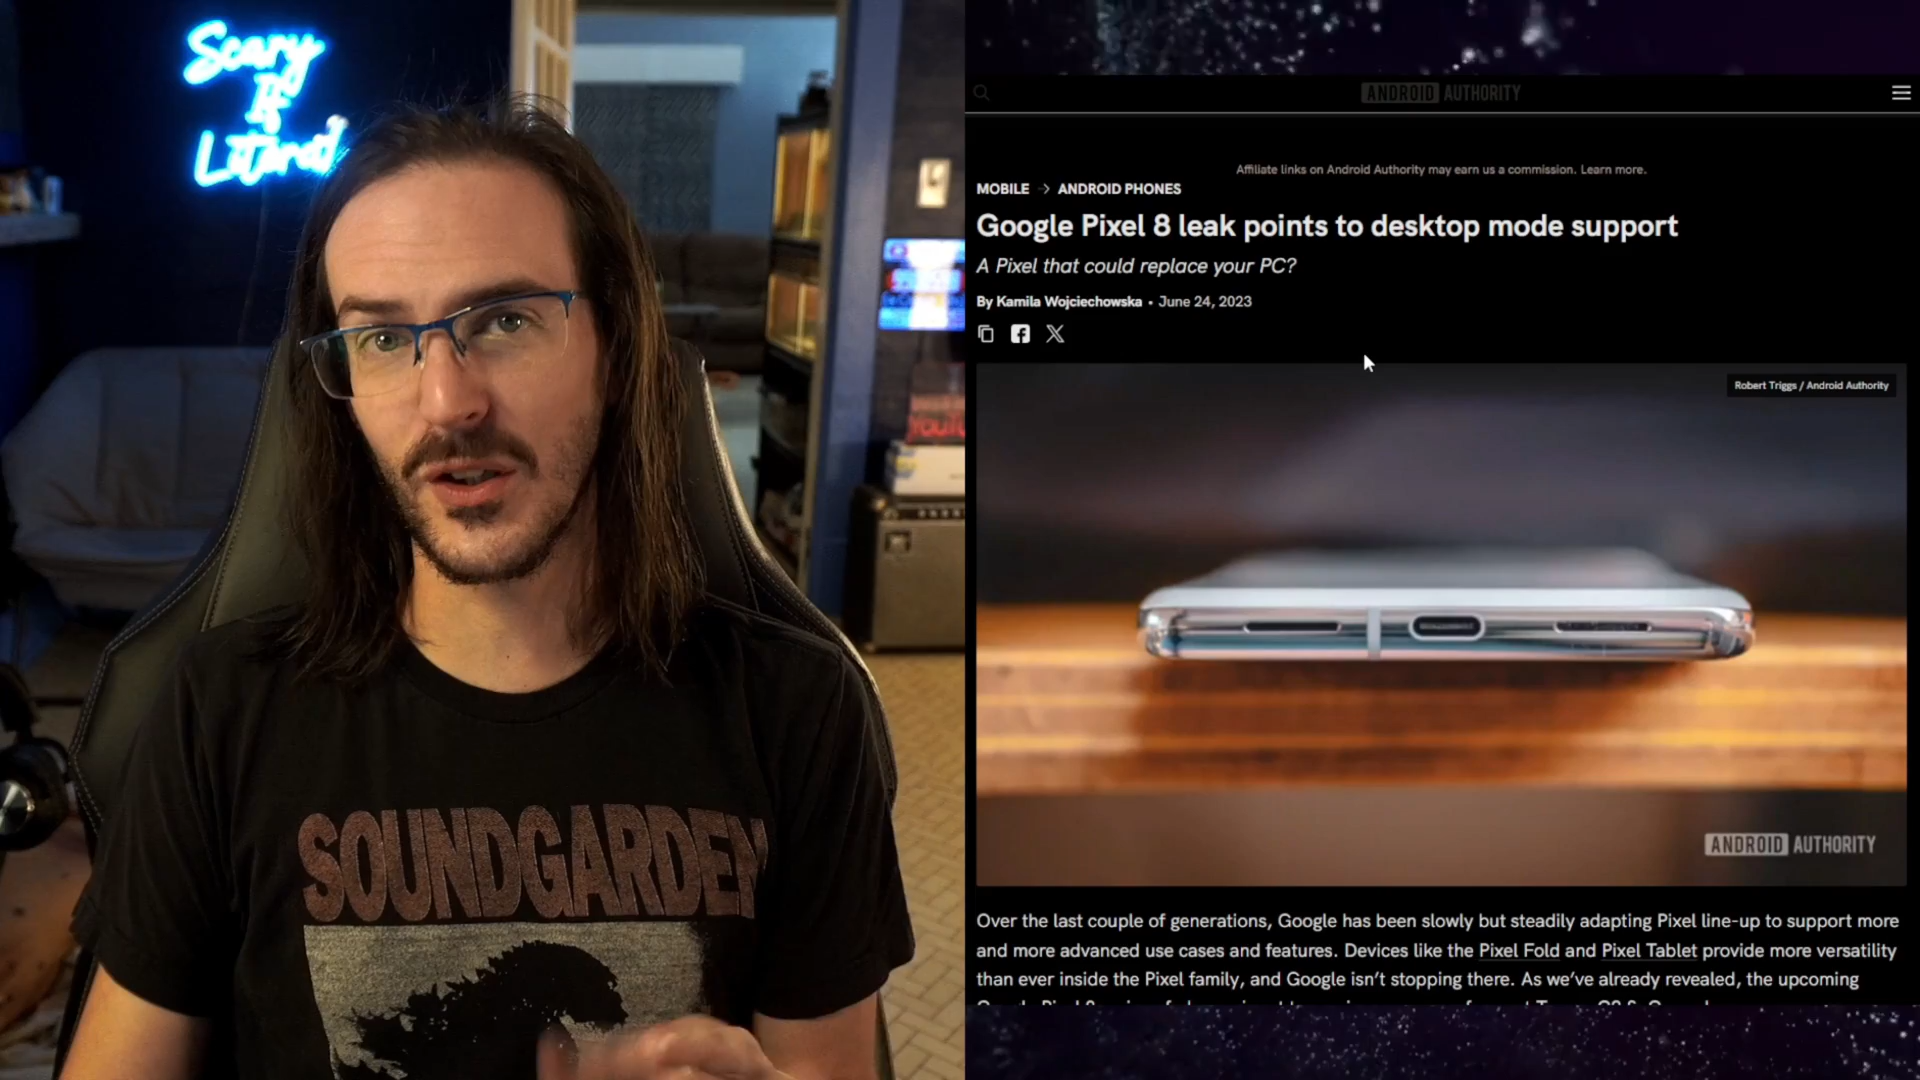 Scary
If
Literal
SOUNDGARDEN
ANDROID AUTHORITY
Affiliate links on Android Authority may earn us a commission. Learn more.
MOBILE → ANDROID PHONES
Google Pixel 8 leak points to desktop mode support
A Pixel that could replace your PC?
By Kamila Wojciechowska • June 24, 2023
Robert Triggs / Android Authority
ANDROID AUTHORITY
Over the last couple of generations, Google has been slowly but steadily adapting Pixel line-up to support more
and more advanced use cases and features. Devices like the Pixel Fold and Pixel Tablet provide more versatility
than ever inside the Pixel family, and Google isn't stopping there. As we've already revealed, the upcoming